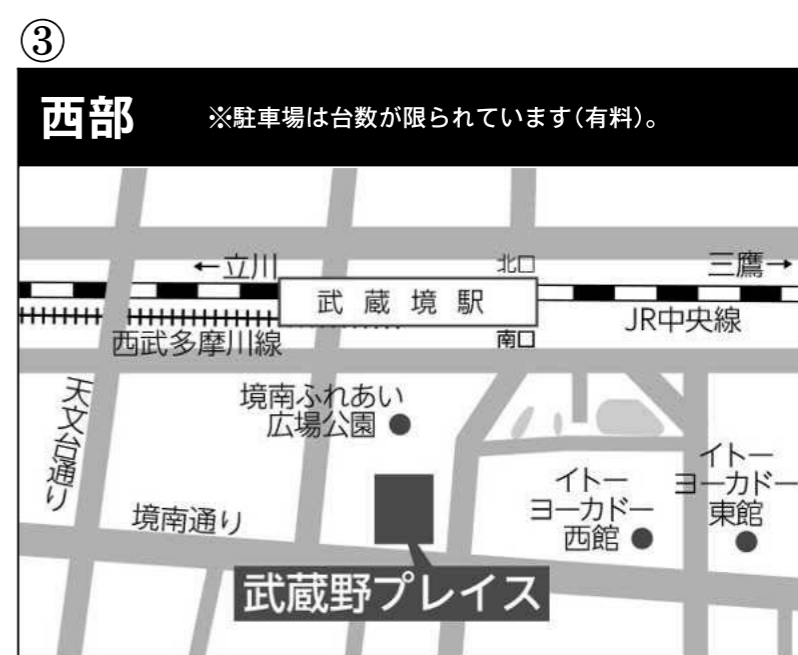 ③
西部
※駐車場は台数が限られています(有料)。
←立川
北口
三鷹→
武蔵境駅
JR中央線
西武多摩川線
南口
天文台通り
境南ふれあい
広場公園
イトー
ヨーカドー
西館
イトー
ヨーカドー
東館
境南通り
武蔵野プレイス